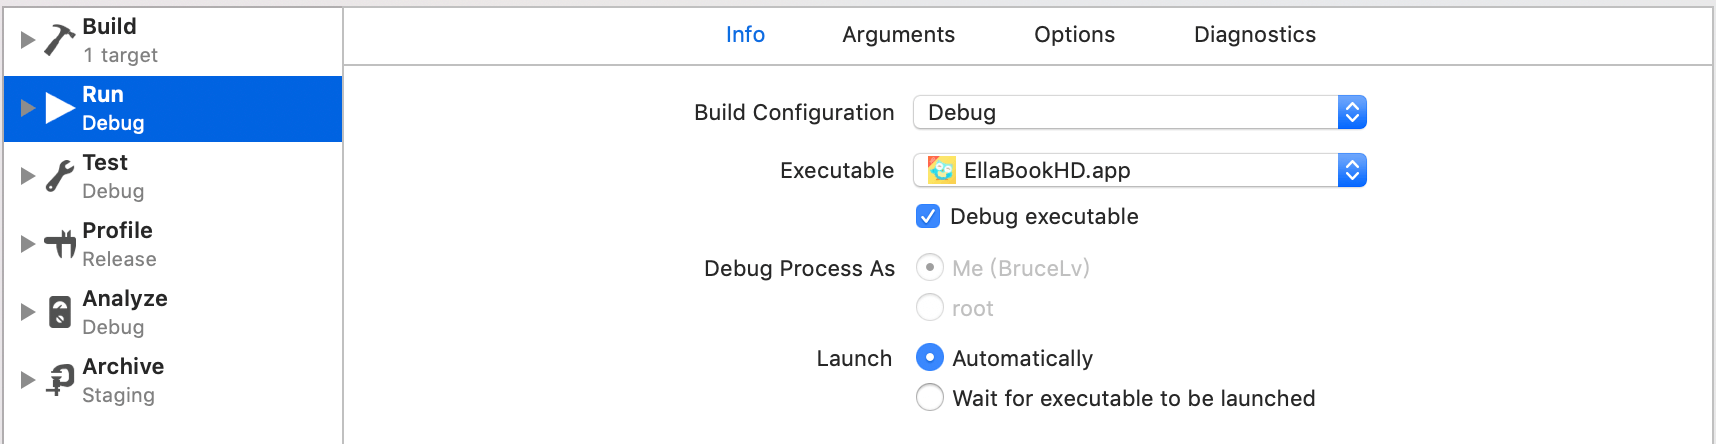 Build
1 target
Run
Debug
Test
Debug
Profile
Release
Analyze
Debug
Archive
Staging
Info Arguments Options Diagnostics
Build Configuration Debug
Executable EllaBookHD.app
Debug executable
Debug Process As Me (BruceLv)
root
Launch Automatically
Wait for executable to be launched